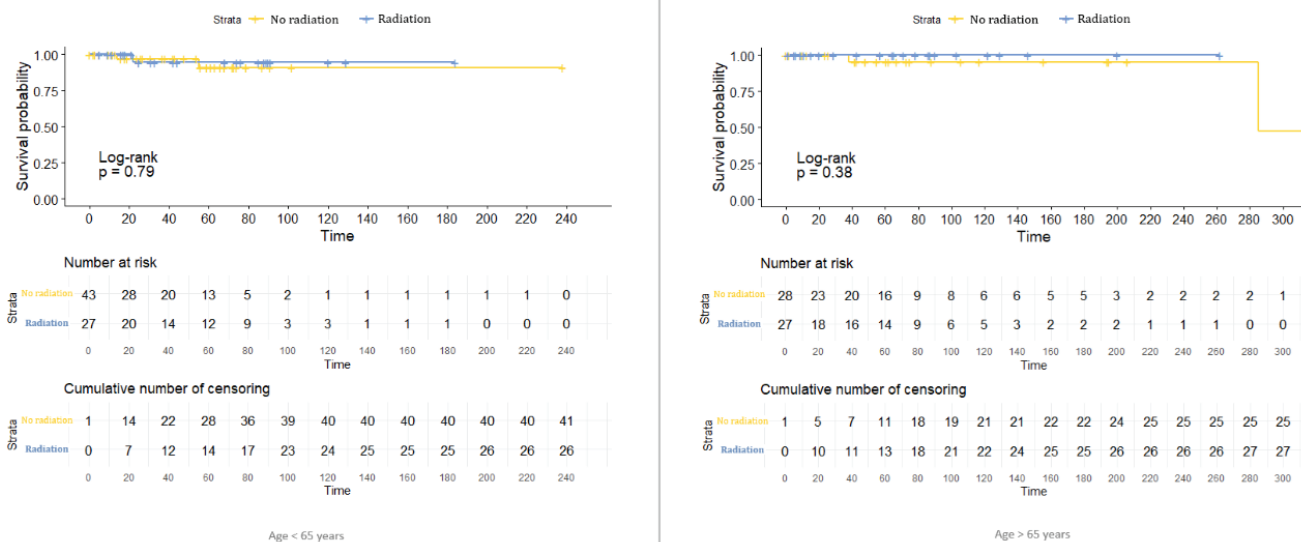 Strata No radiation Radiation
1.00
0.75
0.50
0.25
0.00
Survival probability
Log-rank
p = 0.79
0 20 40 60 80 100 120 140 160 180 200 220 240
Time
Number at risk
Strata
No radiation 43 28 20 13 5 2 1 1 1 1 1 1 0
Radiation 27 20 14 12 9 3 3 1 1 1 0 0 0
0 20 40 60 80 100 120 140 160 180 200 220 240
Time
Cumulative number of censoring
Strata
No radiation 1 14 22 28 36 39 40 40 40 40 40 40 41
Radiation 0 7 12 14 17 23 24 25 25 25 26 26 26
0 20 40 60 80 100 120 140 160 180 200 220 240
Time
Age < 65 years
Strata No radiation Radiation
1.00
0.75
0.50
0.25
0.00
Survival probability
Log-rank
p = 0.38
0 20 40 60 80 100 120 140 160 180 200 220 240 260 280 300
Time
Number at risk
Strata
No radiation 28 23 20 16 9 8 6 6 5 5 3 2 2 2 2 1
Radiation 27 18 16 14 9 6 5 3 2 2 2 1 1 1 0 0
0 20 40 60 80 100 120 140 160 180 200 220 240 260 280 300
Time
Cumulative number of censoring
Strata
No radiation 1 5 7 11 18 19 21 21 22 22 24 25 25 25 25 25
Radiation 0 10 11 13 18 21 22 24 25 25 26 26 26 26 27 27
0 20 40 60 80 100 120 140 160 180 200 220 240 260 280 300
Time
Age > 65 years